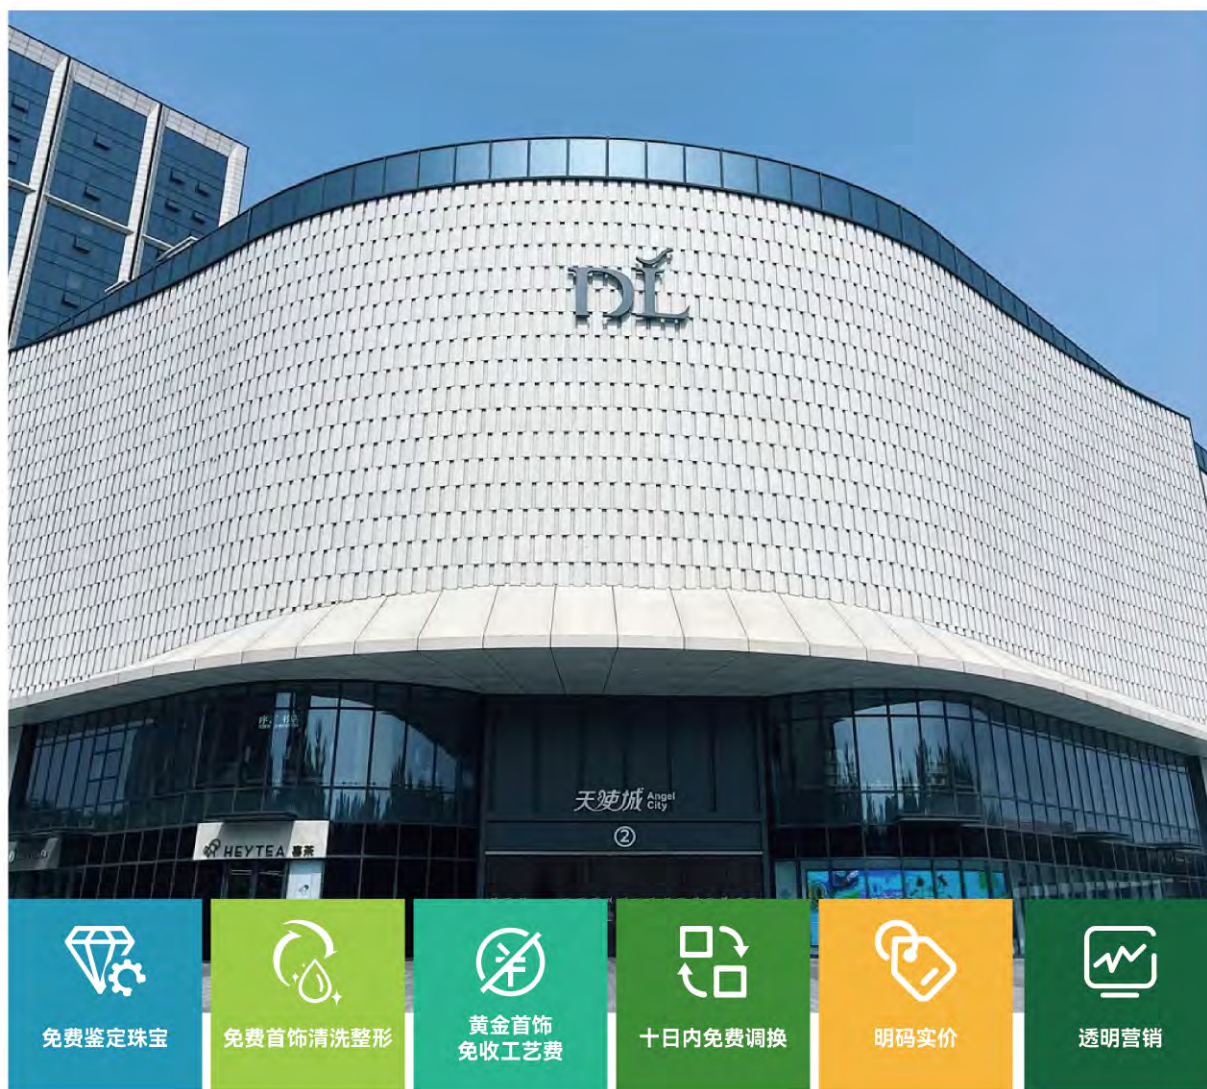 DL
天使城 Angel City
②
HEYTEA 喜茶
免费鉴定珠宝
免费首饰清洗整形
黄金首饰
免收工艺费
十日内免费调换
明码实价
透明营销